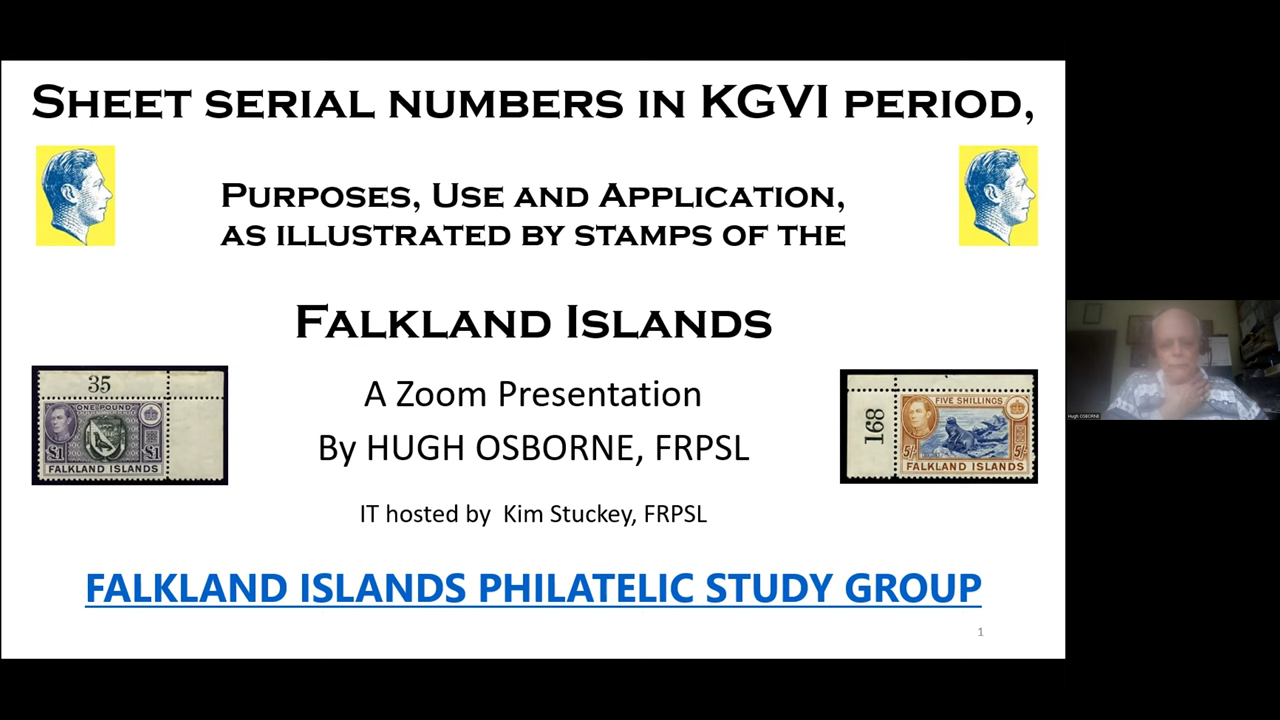 SHEET SERIAL NUMBERS IN KGVI PERIOD,
PURPOSES, USE AND APPLICATION,
AS ILLUSTRATED BY STAMPS OF THE
FALKLAND ISLANDS
35
ONE POUND
£1 £1
FALKLAND ISLANDS
A Zoom Presentation
By HUGH OSBORNE, FRPSL
IT hosted by Kim Stuckey, FRPSL
168
FIVE SHILLINGS
5/- 5/-
FALKLAND ISLANDS
FALKLAND ISLANDS PHILATELIC STUDY GROUP
1
Hugh OSBORNE